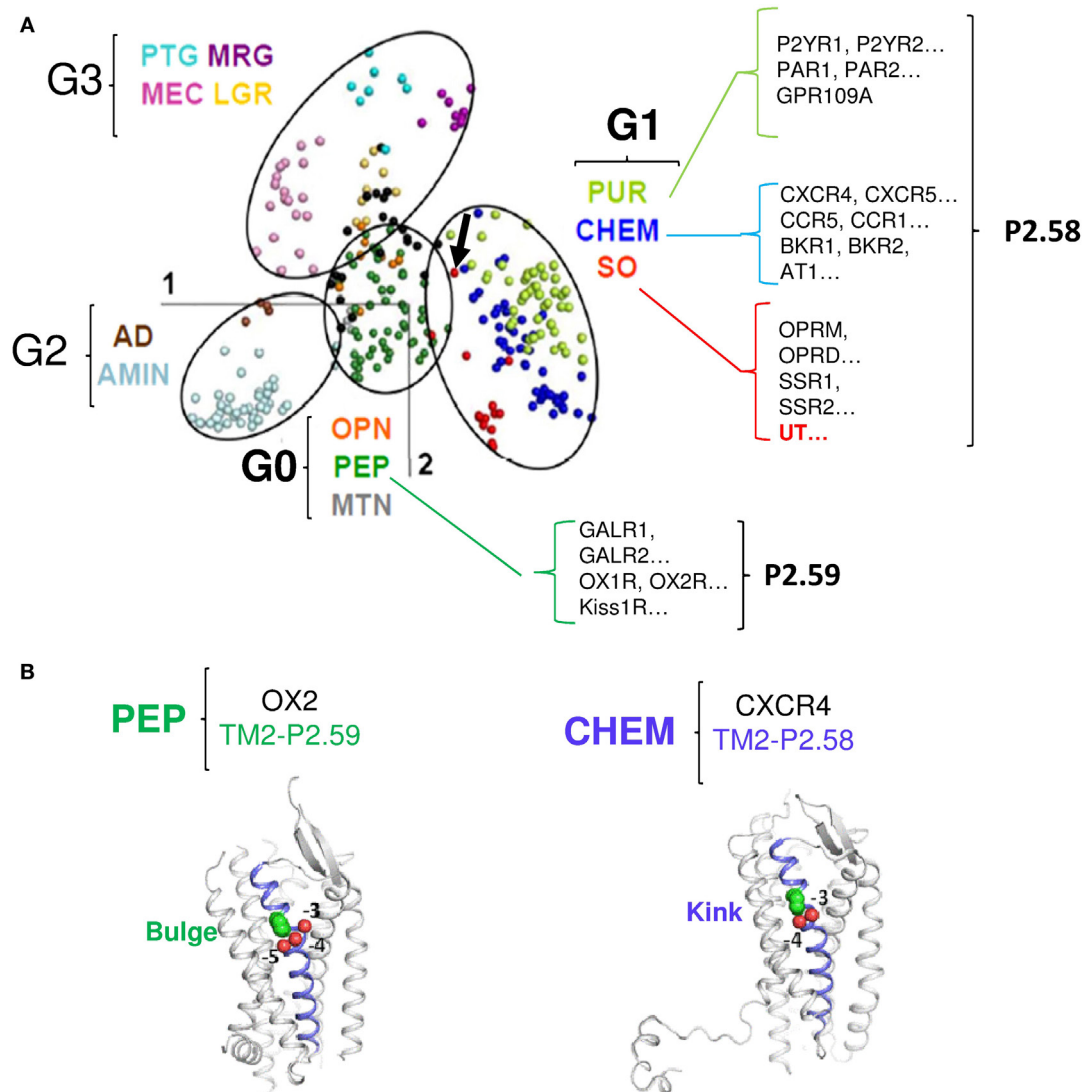 A
G3
PTG MRG
MEC LGR
G1
PUR
CHEM
SO
P2YR1, P2YR2…
PAR1, PAR2…
GPR109A
CXCR4, CXCR5…
CCR5, CCR1…
BKR1, BKR2,
AT1…
OPRM,
OPRD…
SSR1,
SSR2…
UT…
P2.58
1
2
G2
AD
AMIN
G0
OPN
PEP
MTN
GALR1,
GALR2…
OX1R, OX2R…
Kiss1R…
P2.59
B
PEP
OX2
TM2-P2.59
Bulge
-3
-4
-5
CHEM
CXCR4
TM2-P2.58
Kink
-3
-4